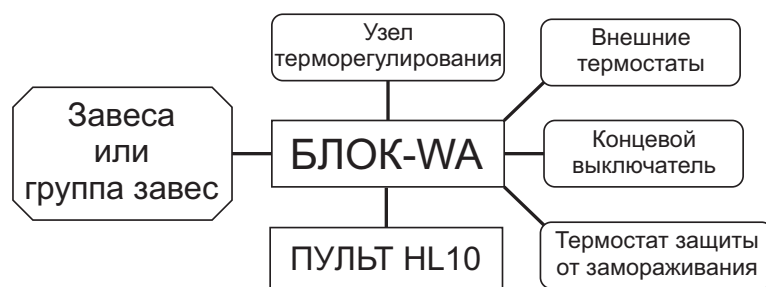 Узел
терморегулирования
Внешние
термостаты
Завеса
или
группа завес
БЛОК-WA
Концевой
выключатель
ПУЛЬТ HL10
Термостат защиты
от замораживания